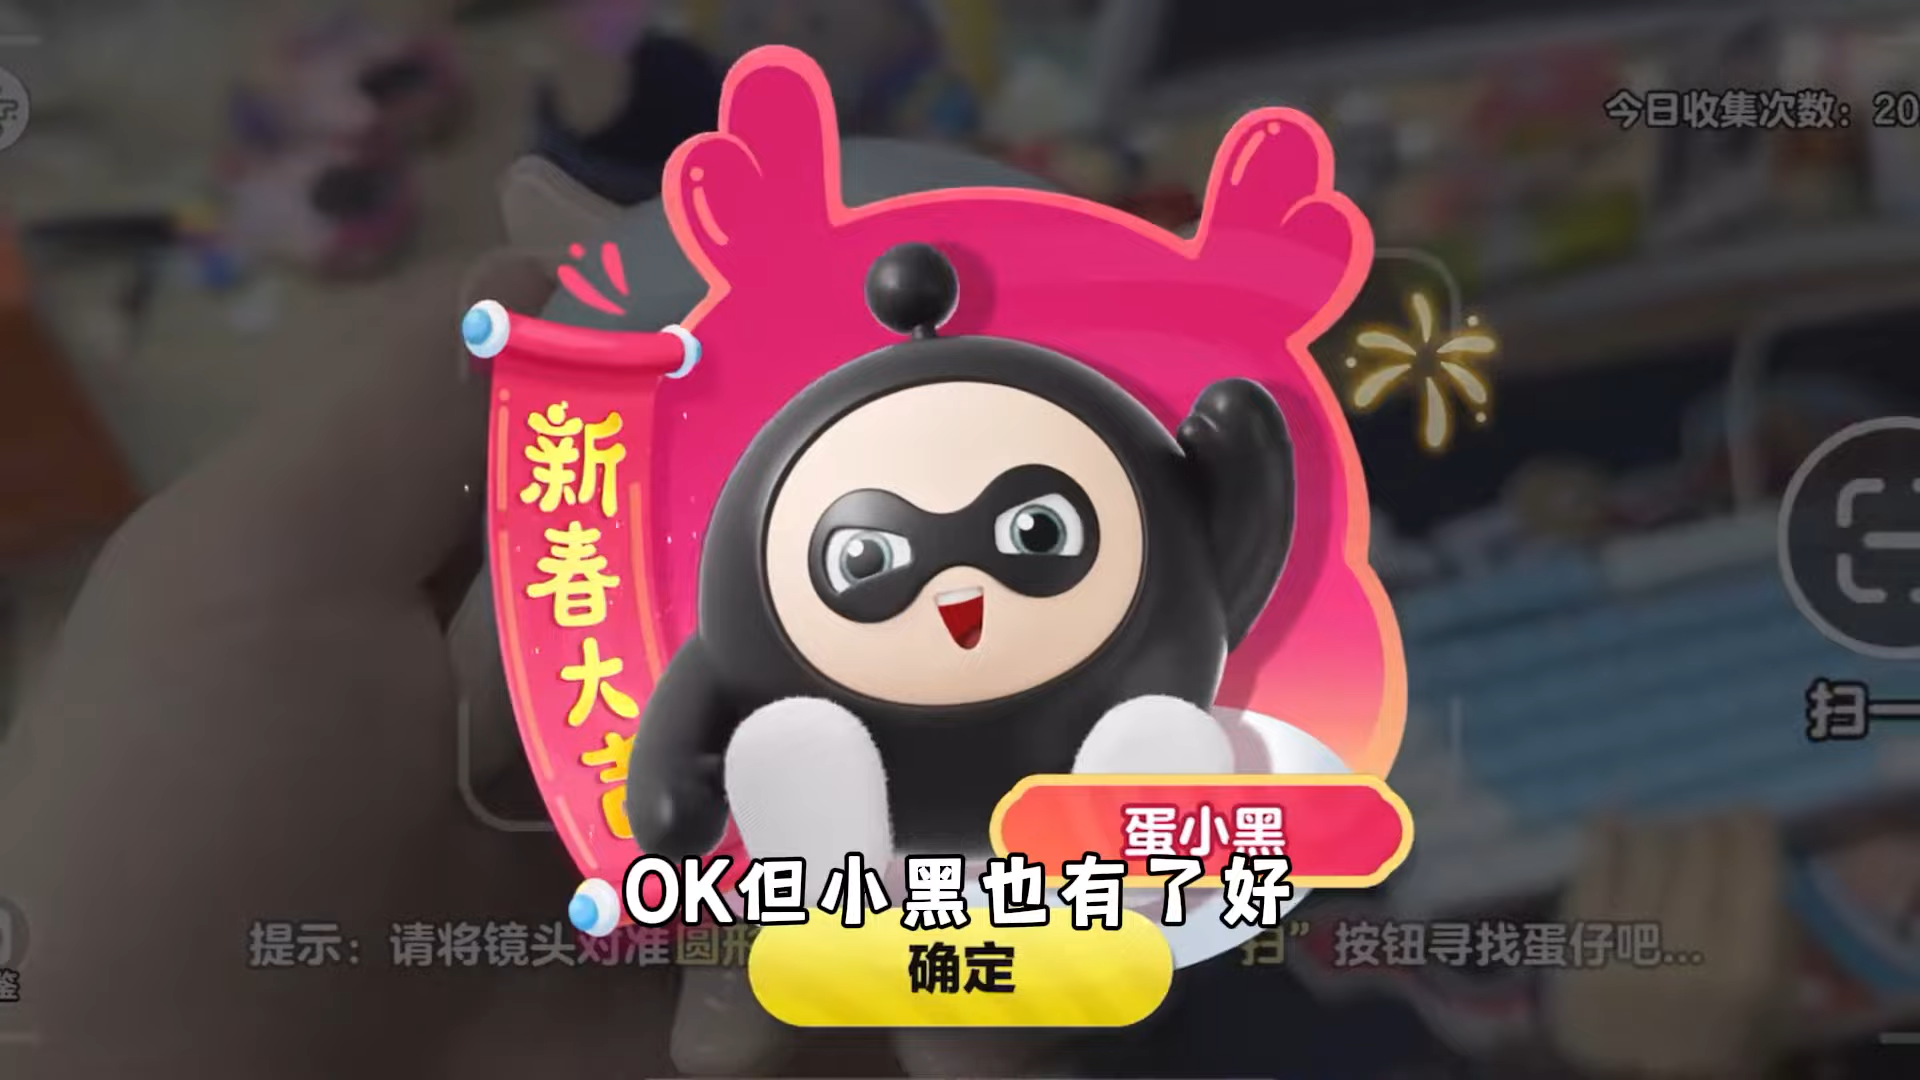 今日收集次数：20
新春大吉
扫一
蛋小黑
OK但小黑也有了好
提示：请将镜头对准圆形
扫”按钮寻找蛋仔吧...
确定